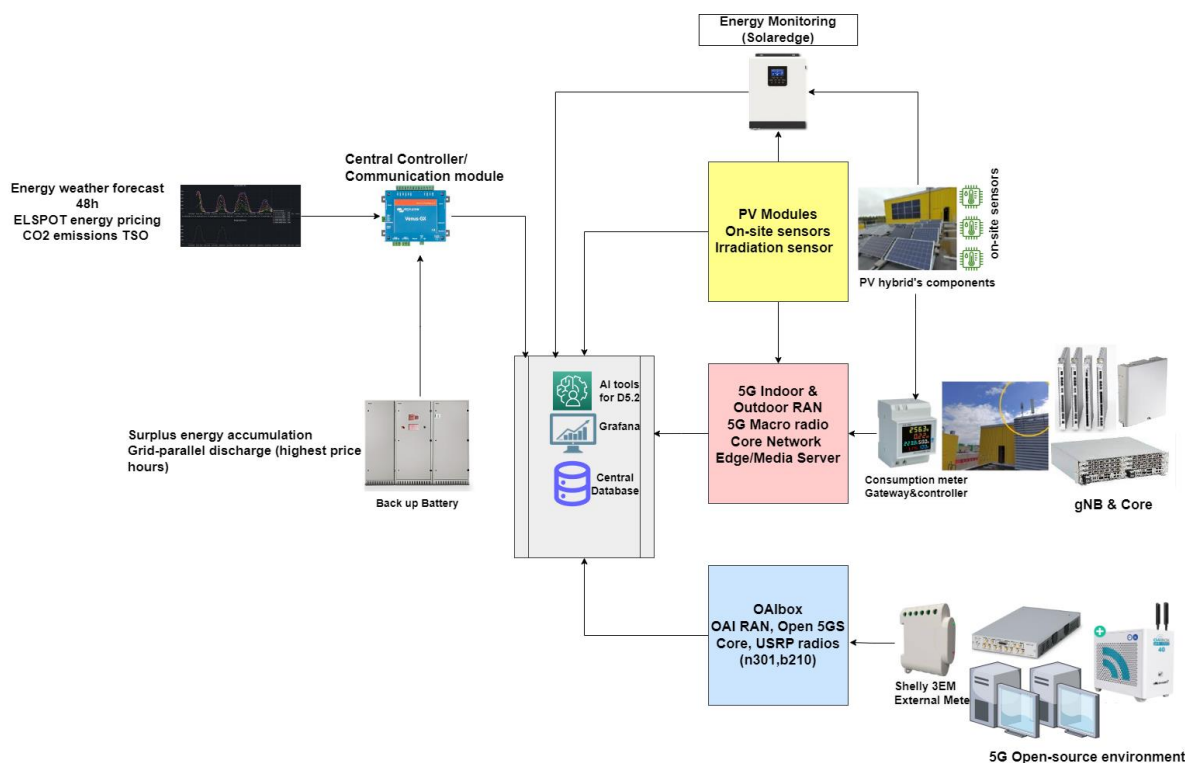 Energy Monitoring
(Solaredge)
Central Controller/
Communication module
Energy weather forecast
48h
ELSPOT energy pricing
CO2 emissions TSO
Venus GX
PV Modules
On-site sensors
Irradiation sensor
on-site sensors
PV hybrid's components
AI tools
for D5.2
Grafana
Central
Database
5G Indoor &
Outdoor RAN
5G Macro radio
Core Network
Edge/Media Server
Consumption meter
Gateway&controller
gNB & Core
Surplus energy accumulation
Grid-parallel discharge (highest price
hours)
Back up Battery
OAIbox
OAI RAN, Open 5GS
Core, USRP radios
(n301,b210)
Shelly 3EM
External Mete
48
5G Open-source environment